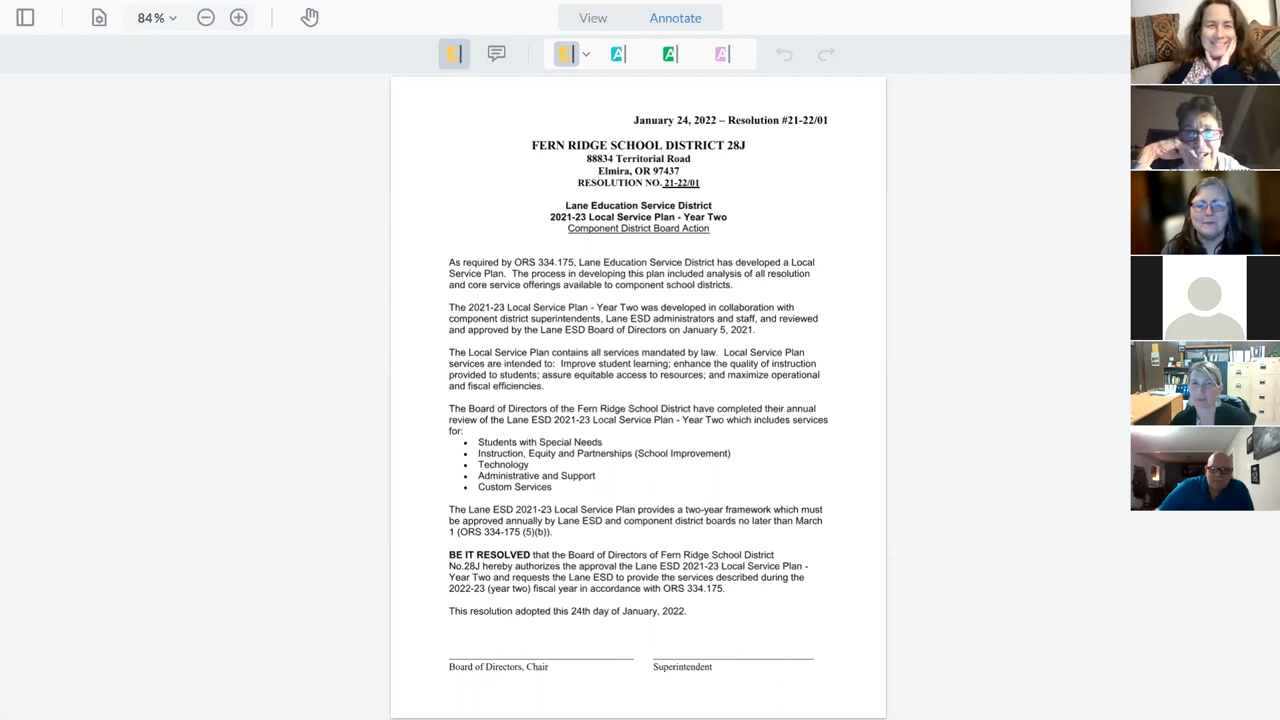 84 %
View
Annotate
January 24, 2022 – Resolution #21-22/01
FERN RIDGE SCHOOL DISTRICT 28J
88834 Territorial Road
Elmira, OR 97437
RESOLUTION NO. 21-22/01
Lane Education Service District
2021-23 Local Service Plan - Year Two
Component District Board Action
As required by ORS 334.175, Lane Education Service District has developed a Local
Service Plan. The process in developing this plan included analysis of all resolution
and core service offerings available to component school districts.
The 2021-23 Local Service Plan - Year Two was developed in collaboration with
component district superintendents, Lane ESD administrators and staff, and reviewed
and approved by the Lane ESD Board of Directors on January 5, 2021.
The Local Service Plan contains all services mandated by law. Local Service Plan
services are intended to: Improve student learning; enhance the quality of instruction
provided to students; assure equitable access to resources; and maximize operational
and fiscal efficiencies.
The Board of Directors of the Fern Ridge School District have completed their annual
review of the Lane ESD 2021-23 Local Service Plan - Year Two which includes services
for:
• Students with Special Needs
• Instruction, Equity and Partnerships (School Improvement)
• Technology
• Administrative and Support
• Custom Services
The Lane ESD 2021-23 Local Service Plan provides a two-year framework which must
be approved annually by Lane ESD and component district boards no later than March
1 (ORS 334-175 (5)(b)).
BE IT RESOLVED that the Board of Directors of Fern Ridge School District
No.28J hereby authorizes the approval the Lane ESD 2021-23 Local Service Plan -
Year Two and requests the Lane ESD to provide the services described during the
2022-23 (year two) fiscal year in accordance with ORS 334.175.
This resolution adopted this 24th day of January, 2022.
Board of Directors, Chair
Superintendent